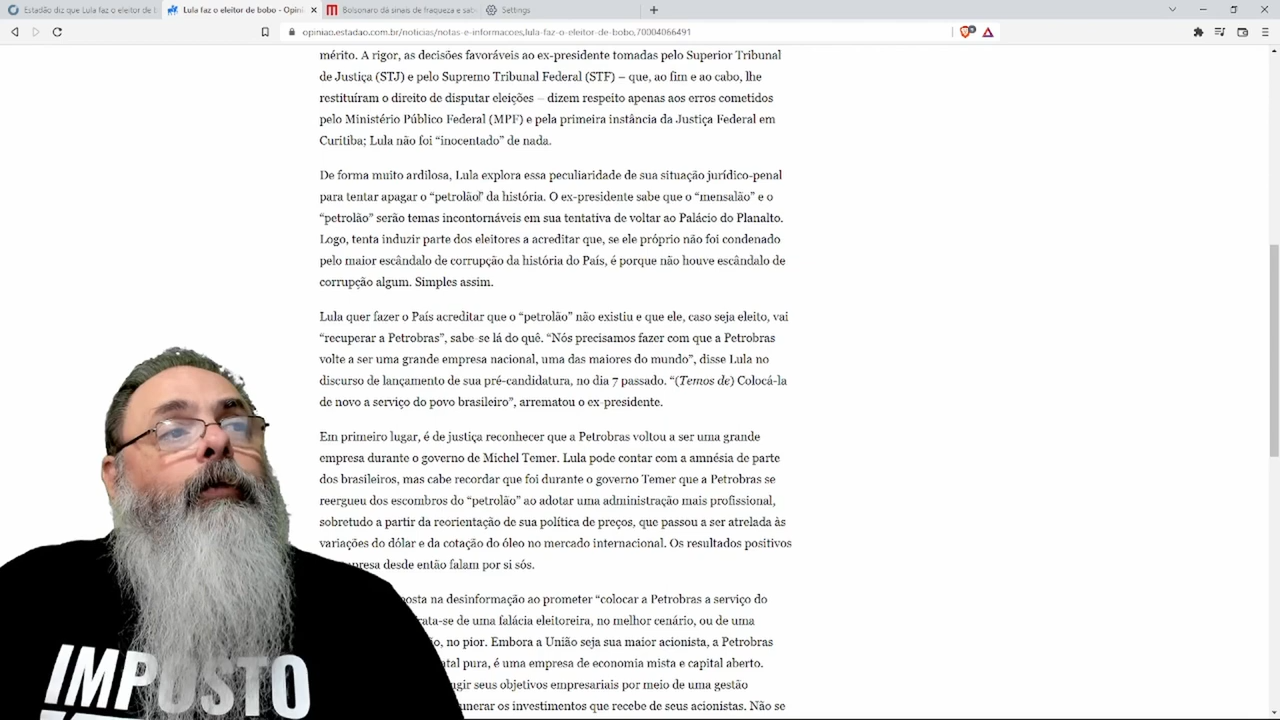 Estadão diz que Lula faz o eleitor de b
Lula faz o eleitor de bobo - Opini
Bolsonaro dá sinais de fraqueza e sab
Settings
opiniao.estadao.com.br/noticias/notas-e-informacoes,lula-faz-o-eleitor-de-bobo,70004066491
mérito. A rigor, as decisões favoráveis ao ex-presidente tomadas pelo Superior Tribunal
de Justiça (STJ) e pelo Supremo Tribunal Federal (STF) – que, ao fim e ao cabo, lhe
restituíram o direito de disputar eleições – dizem respeito apenas aos erros cometidos
pelo Ministério Público Federal (MPF) e pela primeira instância da Justiça Federal em
Curitiba; Lula não foi “inocentado” de nada.
De forma muito ardilosa, Lula explora essa peculiaridade de sua situação jurídico-penal
para tentar apagar o “petrolão” da história. O ex-presidente sabe que o “mensalão” e o
“petrolão” serão temas incontornáveis em sua tentativa de voltar ao Palácio do Planalto.
Logo, tenta induzir parte dos eleitores a acreditar que, se ele próprio não foi condenado
pelo maior escândalo de corrupção da história do País, é porque não houve escândalo de
corrupção algum. Simples assim.
Lula quer fazer o País acreditar que o “petrolão” não existiu e que ele, caso seja eleito, vai
“recuperar a Petrobras”, sabe-se lá do quê. “Nós precisamos fazer com que a Petrobras
volte a ser uma grande empresa nacional, uma das maiores do mundo”, disse Lula no
discurso de lançamento de sua pré-candidatura, no dia 7 passado. “(Temos de) Colocá-la
de novo a serviço do povo brasileiro”, arrematou o ex-presidente.
Em primeiro lugar, é de justiça reconhecer que a Petrobras voltou a ser uma grande
empresa durante o governo de Michel Temer. Lula pode contar com a amnésia de parte
dos brasileiros, mas cabe recordar que foi durante o governo Temer que a Petrobras se
reergueu dos escombros do “petrolão” ao adotar uma administração mais profissional,
sobretudo a partir da reorientação de sua política de preços, que passou a ser atrelada às
variações do dólar e da cotação do óleo no mercado internacional. Os resultados positivos
presa desde então falam por si sós.
osta na desinformação ao prometer “colocar a Petrobras a serviço do
rata-se de uma falácia eleitoreira, no melhor cenário, ou de uma
o, no pior. Embora a União seja sua maior acionista, a Petrobras
tal pura, é uma empresa de economia mista e capital aberto.
gir seus objetivos empresariais por meio de uma gestão
unerar os investimentos que recebe de seus acionistas. Não se
IMPOSTO